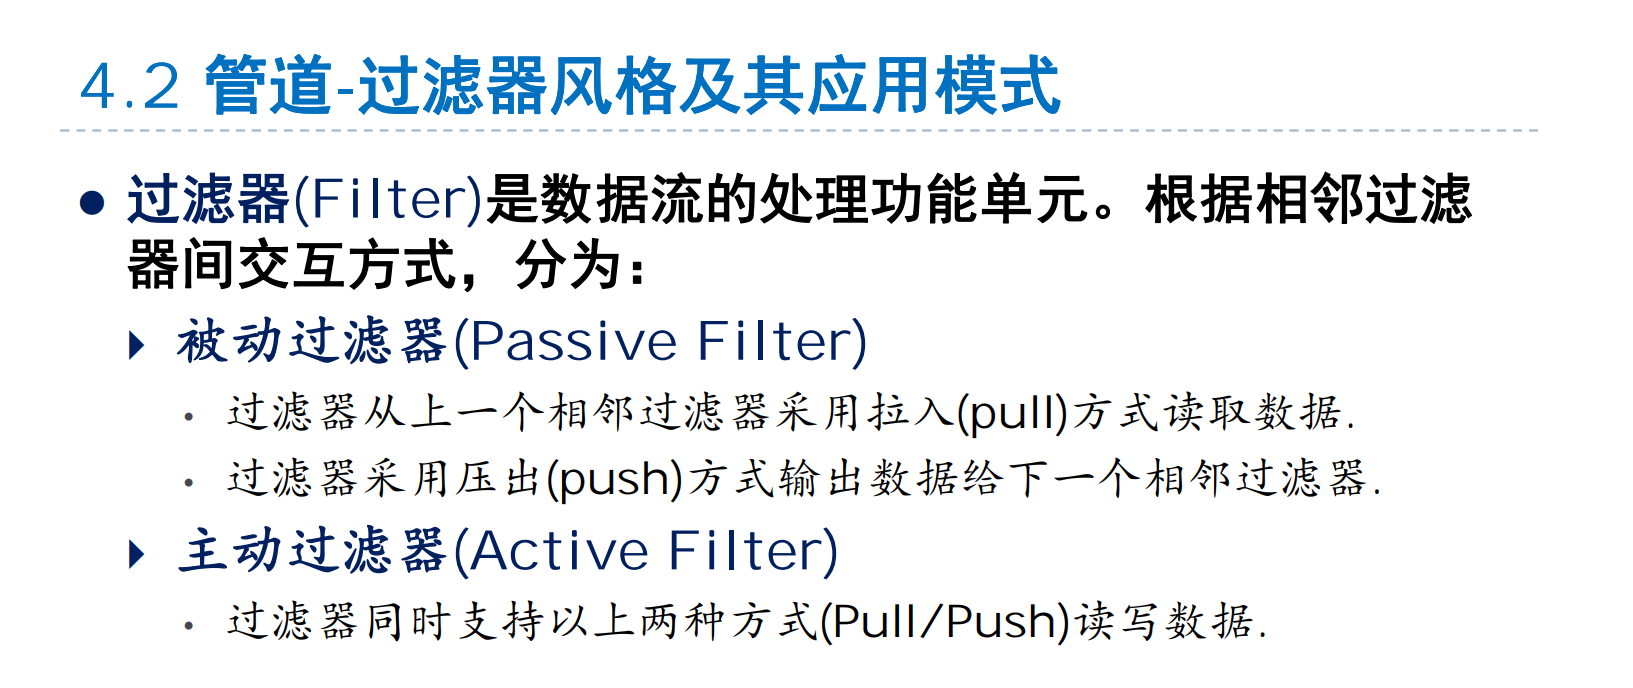 4.2 管道-过滤器风格及其应用模式
● 过滤器(Filter)是数据流的处理功能单元。根据相邻过滤
器间交互方式，分为：
被动过滤器(Passive Filter)
• 过滤器从上一个相邻过滤器采用拉入(pull)方式读取数据.
• 过滤器采用压出(push)方式输出数据给下一个相邻过滤器.
主动过滤器(Active Filter)
• 过滤器同时支持以上两种方式(Pull/Push)读写数据.